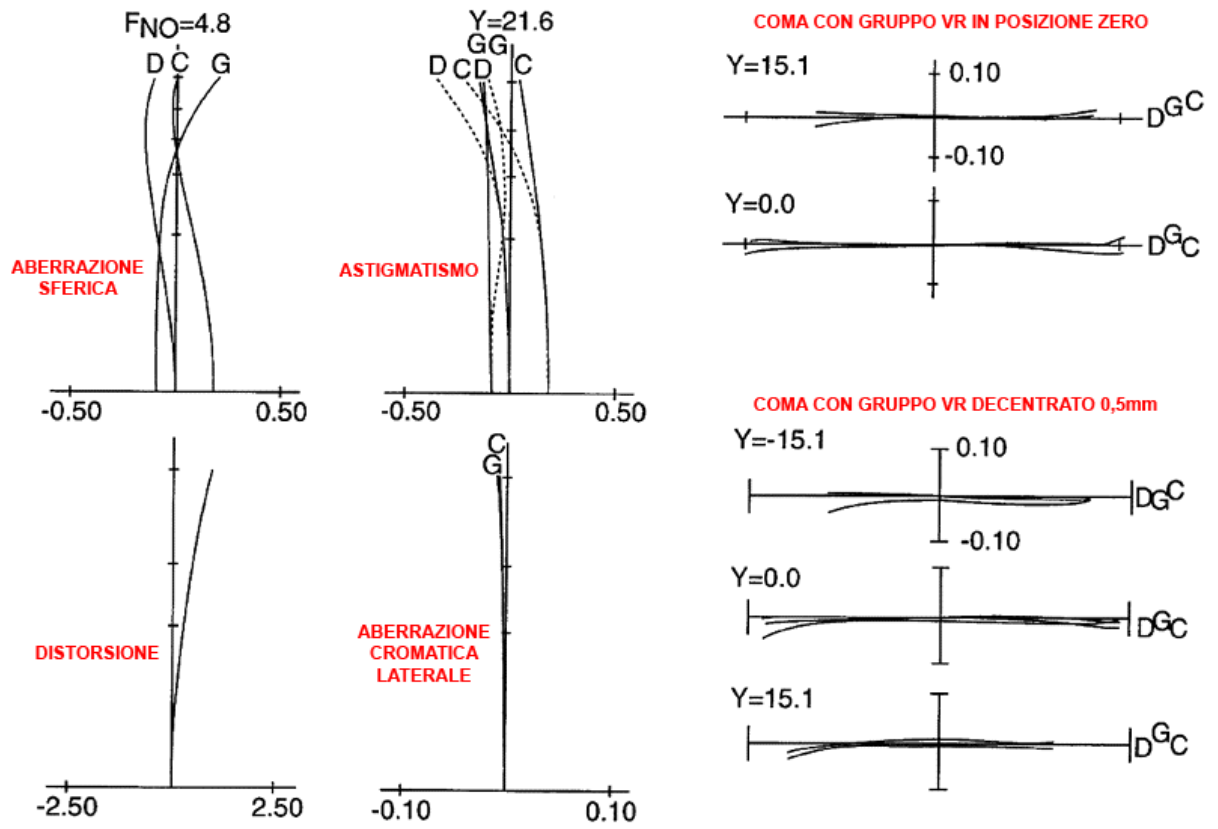 FNO=4.8
D C G
ABERRAZIONE
SFERICA
-0.50
0.50
Y=21.6
G G
D C D C
ASTIGMATISMO
-0.50
0.50
COMA CON GRUPPO VR IN POSIZIONE ZERO
Y=15.1
0.10
D G C
-0.10
Y=0.0
D G C
DISTORSIONE
-2.50
2.50
C
G
ABERRAZIONE
CROMATICA
LATERALE
-0.10
0.10
COMA CON GRUPPO VR DECENTRATO 0,5mm
Y=-15.1
0.10
D G C
-0.10
Y=0.0
D G C
Y=15.1
D G C